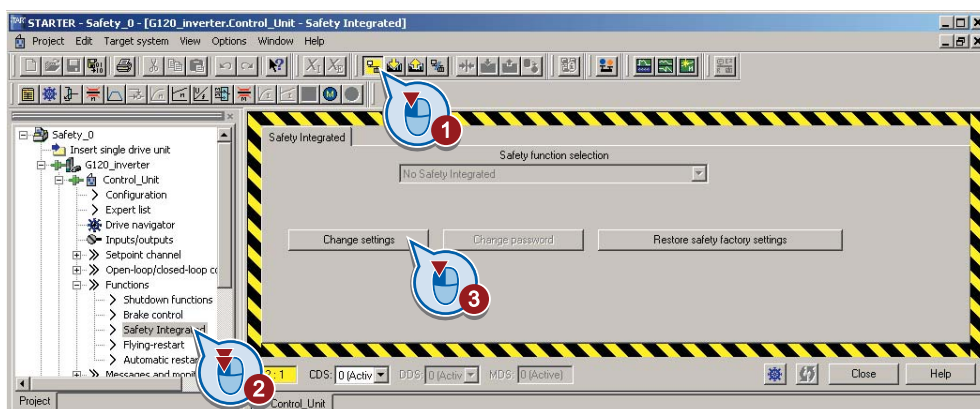 STARTER - Safety_0 - [G120_inverter.Control_Unit - Safety Integrated]
Project Edit Target system View Options Window Help
1
Safety_0
Insert single drive unit
G120_inverter
Control_Unit
Configuration
Expert list
Drive navigator
Inputs/outputs
Setpoint channel
Open-loop/closed-loop co
Functions
Shutdown functions
Brake control
Safety Integrated
Flying-restart
Automatic restar
Messages and monit
2
Project
Safety Integrated
Safety function selection
No Safety Integrated
Change settings
Change password
Restore safety factory settings
3
: 1
CDS: 0 (Activ
DDS: 0 (Activ
MDS: 0 (Active)
Close
Help
Control_Unit